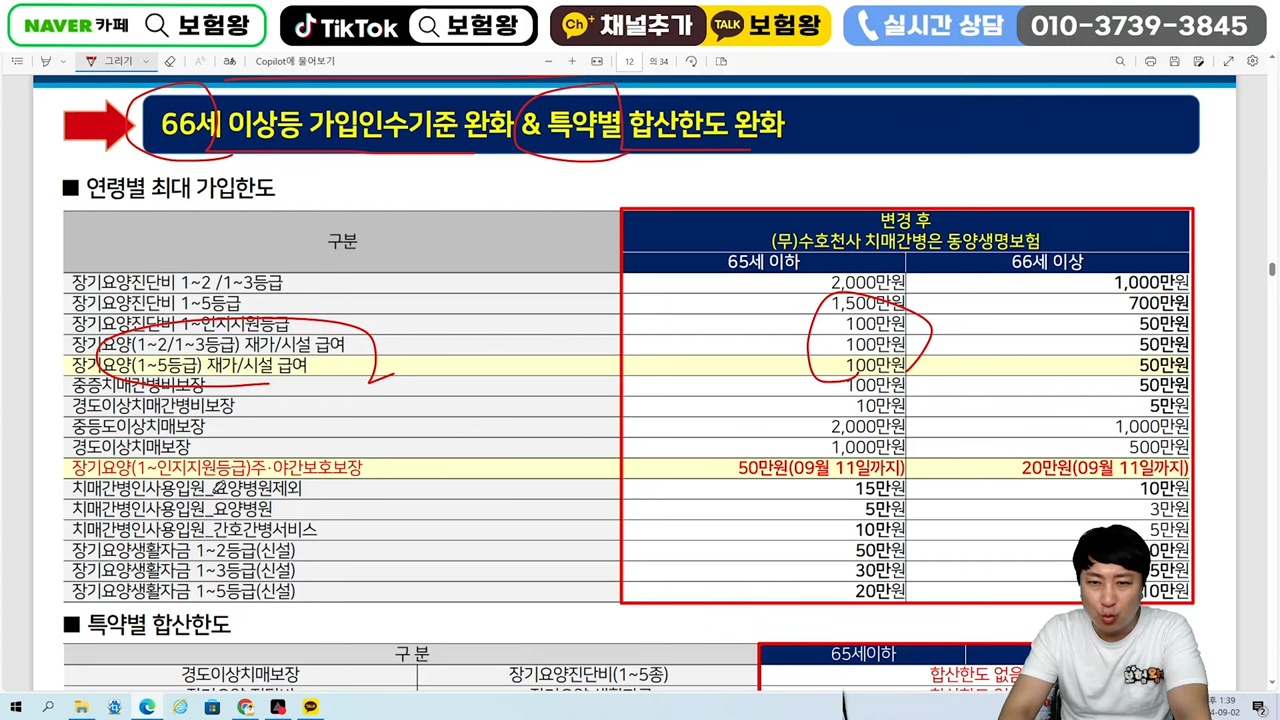 NAVER 카페 보험왕 TikTok 보험왕 Ch+ 채널추가 TALK 보험왕 실시간 상담 010-3739-3845
그리기 Copilot에 물어보기 12 의 34
66세 이상등 가입인수기준 완화 & 특약별 합산한도 완화
■ 연령별 최대 가입한도
구분 변경 후
(무)수호천사 치매간병은 동양생명보험
65세 이하 66세 이상
장기요양진단비 1~2 /1~3등급 2,000만원 1,000만원
장기요양진단비 1~5등급 1,500만원 700만원
장기요양진단비 1~인지지원등급 100만원 50만원
장기요양(1~2/1~3등급) 재가/시설 급여 100만원 50만원
장기요양(1~5등급) 재가/시설 급여 100만원 50만원
중증치매간병비보장 100만원 50만원
경도이상치매간병비보장 10만원 5만원
중등도이상치매보장 2,000만원 1,000만원
경도이상치매보장 1,000만원 500만원
장기요양(1~인지지원등급)주·야간보호보장 50만원(09월 11일까지) 20만원(09월 11일까지)
치매간병인사용입원_요양병원제외 15만원 10만원
치매간병인사용입원_요양병원 5만원 3만원
치매간병인사용입원_간호간병서비스 10만원 5만원
장기요양생활자금 1~2등급(신설) 50만원 0만원
장기요양생활자금 1~3등급(신설) 30만원 5만원
장기요양생활자금 1~5등급(신설) 20만원 10만원
■ 특약별 합산한도
구 분 65세이하
경도이상치매보장 장기요양진단비(1~5종) 합산한도 없음
1:39